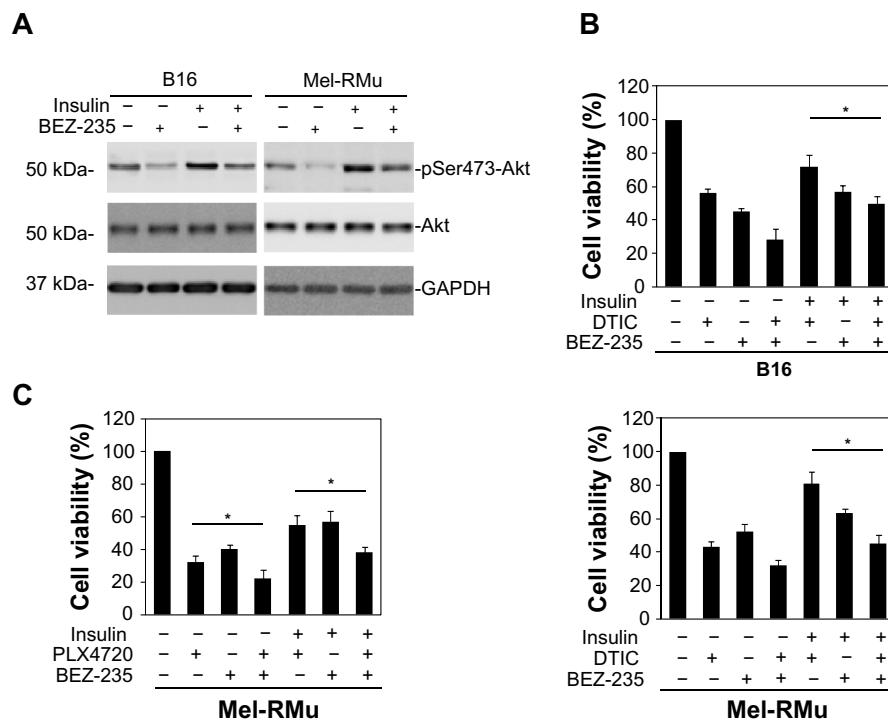 A
B16 Mel-RMu
Insulin – – + + – – + +
BEZ-235 – + – + – + – +
50 kDa- -pSer473-Akt
50 kDa- -Akt
37 kDa- -GAPDH
B
120
100
80
60
40
20
0
Cell viability (%)
*
Insulin – – – – + + +
DTIC – + – + + – +
BEZ-235 – – + + – + +
B16
C
120
100
80
60
40
20
0
Cell viability (%)
* *
Insulin – – – – + + +
PLX4720 – + – + + – +
BEZ-235 – – + + – + +
Mel-RMu
120
100
80
60
40
20
0
Cell viability (%)
*
Insulin – – – – + + +
DTIC – + – + + – +
BEZ-235 – – + + – + +
Mel-RMu